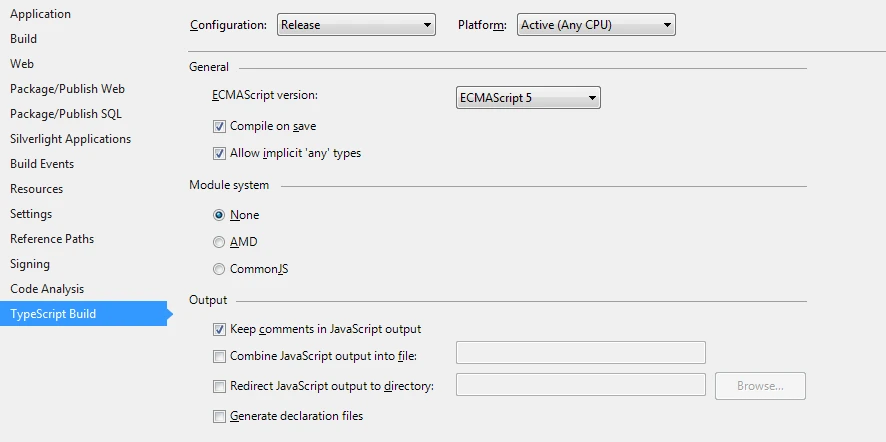 Application
Build
Web
Package/Publish Web
Package/Publish SQL
Silverlight Applications
Build Events
Resources
Settings
Reference Paths
Signing
Code Analysis
TypeScript Build
Configuration: Release Platform: Active (Any CPU)
General
ECMAScript version: ECMAScript 5
Compile on save
Allow implicit 'any' types
Module system
None
AMD
CommonJS
Output
Keep comments in JavaScript output
Combine JavaScript output into file:
Redirect JavaScript output to directory: Browse...
Generate declaration files